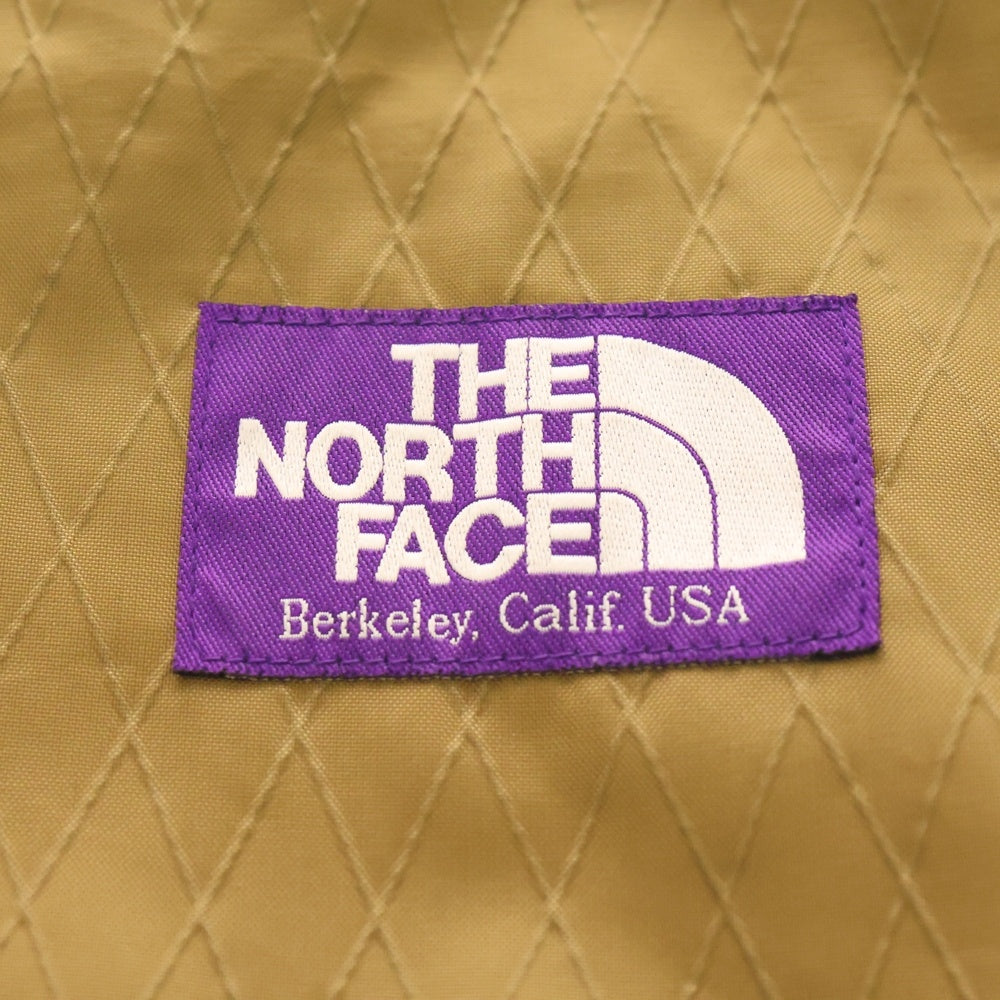 THE
NORTH
FACE
Berkeley, Calif. USA